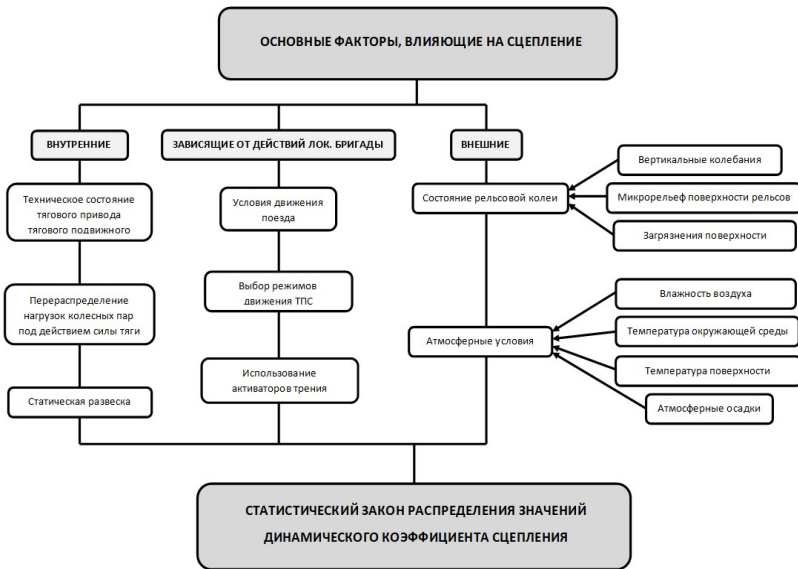 ОСНОВНЫЕ ФАКТОРЫ, ВЛИЯЮЩИЕ НА СЦЕПЛЕНИЕ
ВНУТРЕННИЕ
ЗАВИСЯЩИЕ ОТ ДЕЙСТВИЙ ЛОК. БРИГАДЫ
ВНЕШНИЕ
Техническое состояние
тягового привода
тягового подвижного
Перераспределение
нагрузок колесных пар
под действием силы тяги
Статическая развеска
Условия движения
поезда
Выбор режимов
движения ТПС
Использование
активаторов трения
Состояние рельсовой колеи
Вертикальные колебания
Микрорельеф поверхности рельсов
Загрязнения поверхности
Атмосферные условия
Влажность воздуха
Температура окружающей среды
Температура поверхности
Атмосферные осадки
СТАТИСТИЧЕСКИЙ ЗАКОН РАСПРЕДЕЛЕНИЯ ЗНАЧЕНИЙ
ДИНАМИЧЕСКОГО КОЭФФИЦИЕНТА СЦЕПЛЕНИЯ